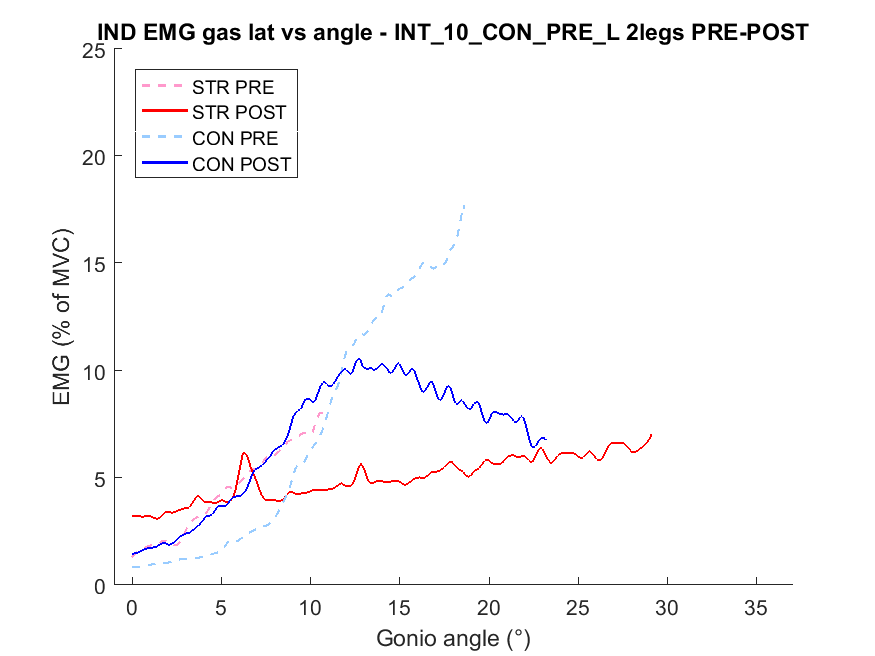 IND EMG gas lat vs angle - INT_10_CON_PRE_L 2legs PRE-POST
25
20
15
10
5
0
EMG (% of MVC)
STR PRE
STR POST
CON PRE
CON POST
0 5 10 15 20 25 30 35
Gonio angle (°)